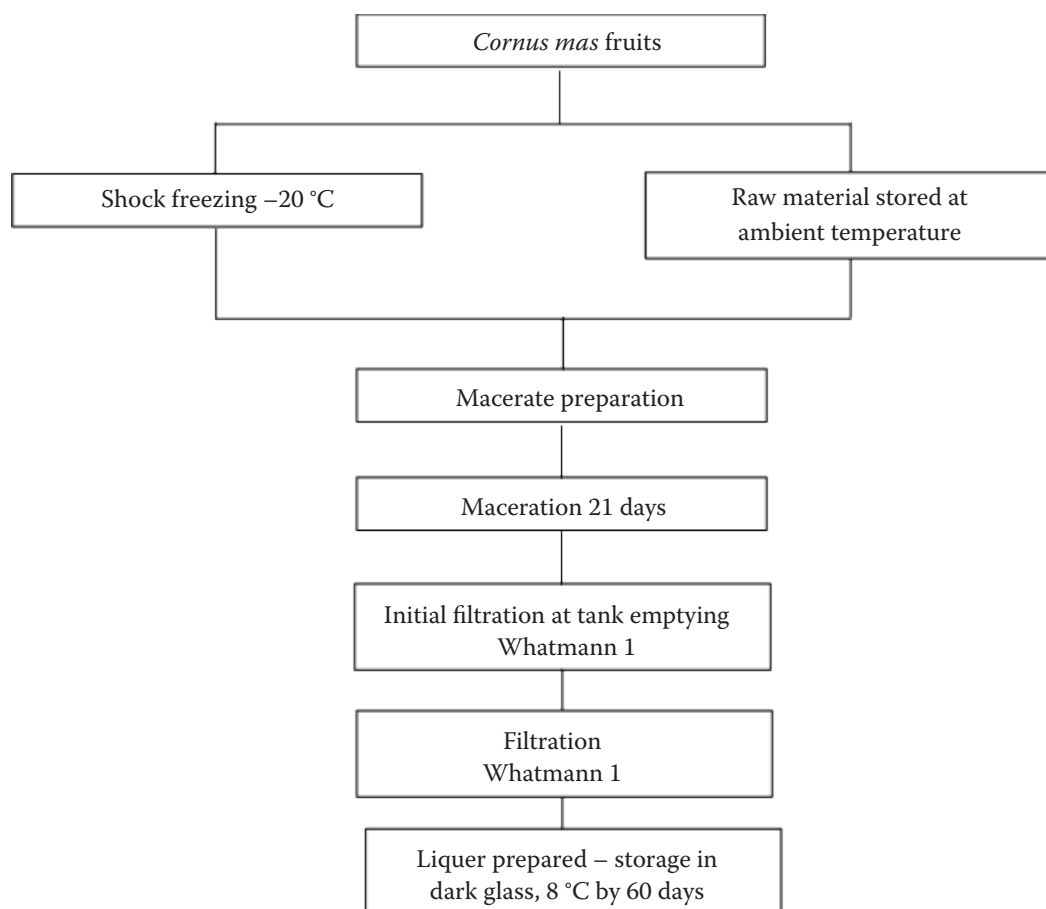 Cornus mas fruits
Shock freezing –20 °C
Raw material stored at
ambient temperature
Macerate preparation
Maceration 21 days
Initial filtration at tank emptying
Whatmann 1
Filtration
Whatmann 1
Liquer prepared – storage in
dark glass, 8 °C by 60 days